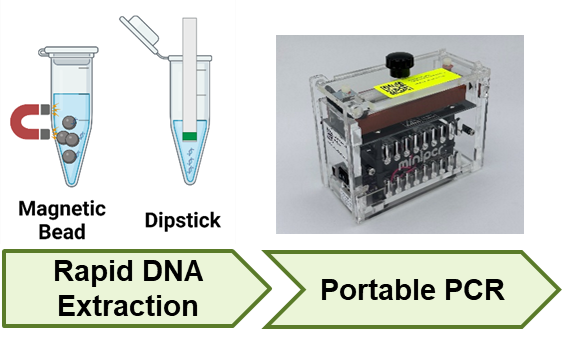 Magnetic
Bead
Dipstick
miniPCR
Rapid DNA
Extraction
Portable PCR